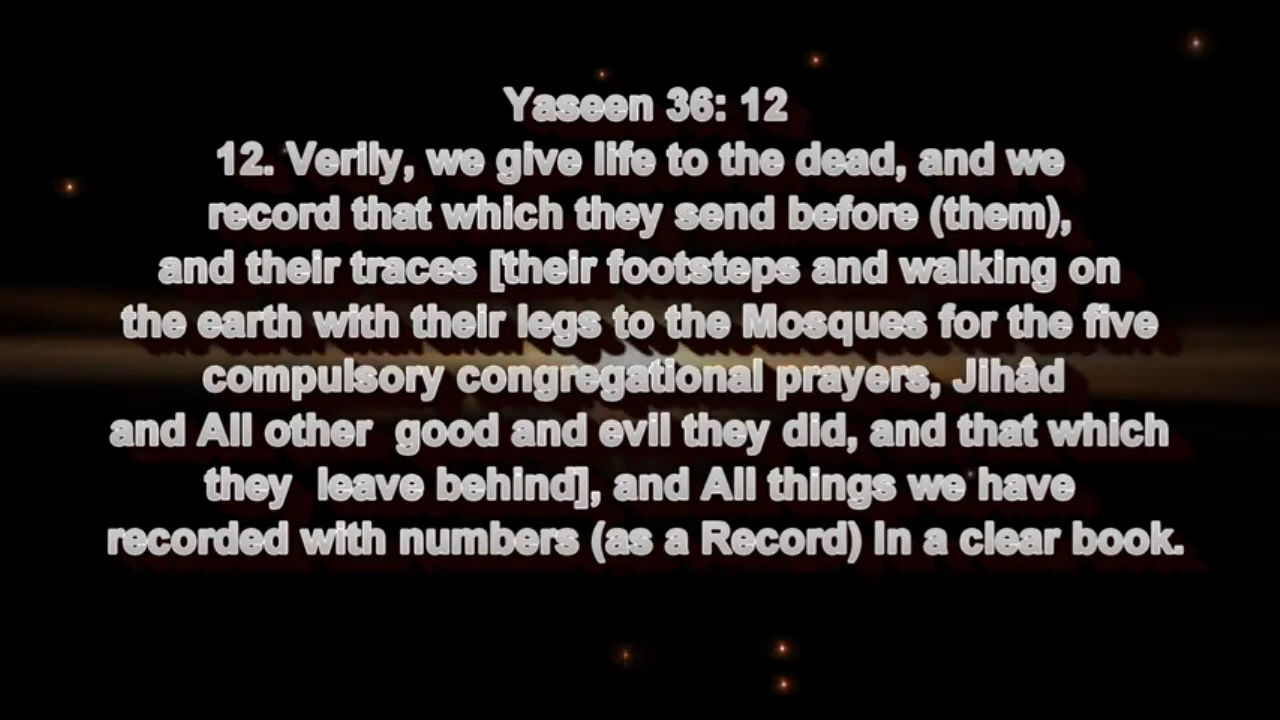 Yaseen 36: 12
12. Verily, we give life to the dead, and we
record that which they send before (them),
and their traces [their footsteps and walking on
the earth with their legs to the Mosques for the five
compulsory congregational prayers, Jihâd
and All other  good and evil they did, and that which
they  leave behind], and All things we have
recorded with numbers (as a Record) In a clear book.